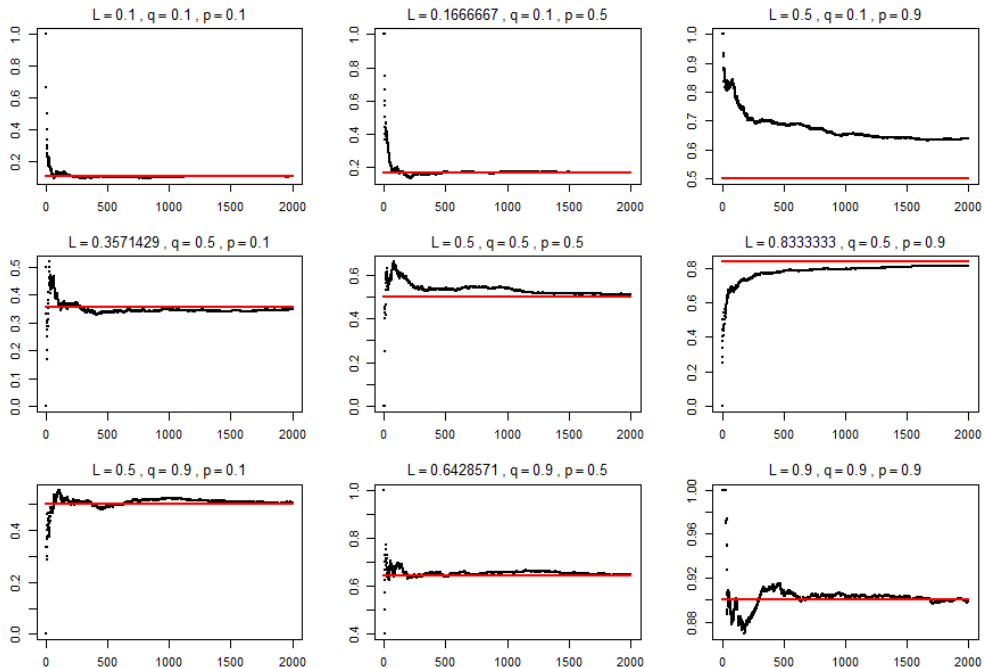 L = 0.1 , q = 0.1 , p = 0.1
L = 0.1666667 , q = 0.1 , p = 0.5
L = 0.5 , q = 0.1 , p = 0.9
1.0
0.8
0.6
0.4
0.2
0 500 1000 1500 2000
1.0
0.8
0.6
0.4
0.2
0 500 1000 1500 2000
1.0
0.9
0.8
0.7
0.6
0.5
0 500 1000 1500 2000
L = 0.3571429 , q = 0.5 , p = 0.1
L = 0.5 , q = 0.5 , p = 0.5
L = 0.8333333 , q = 0.5 , p = 0.9
0.5
0.4
0.3
0.2
0.1
0.0
0 500 1000 1500 2000
0.6
0.4
0.2
0.0
0 500 1000 1500 2000
0.8
0.6
0.4
0.2
0.0
0 500 1000 1500 2000
L = 0.5 , q = 0.9 , p = 0.1
L = 0.6428571 , q = 0.9 , p = 0.5
L = 0.9 , q = 0.9 , p = 0.9
0.4
0.2
0.0
0 500 1000 1500 2000
1.0
0.8
0.6
0.4
0 500 1000 1500 2000
1.00
0.96
0.92
0.88
0 500 1000 1500 2000